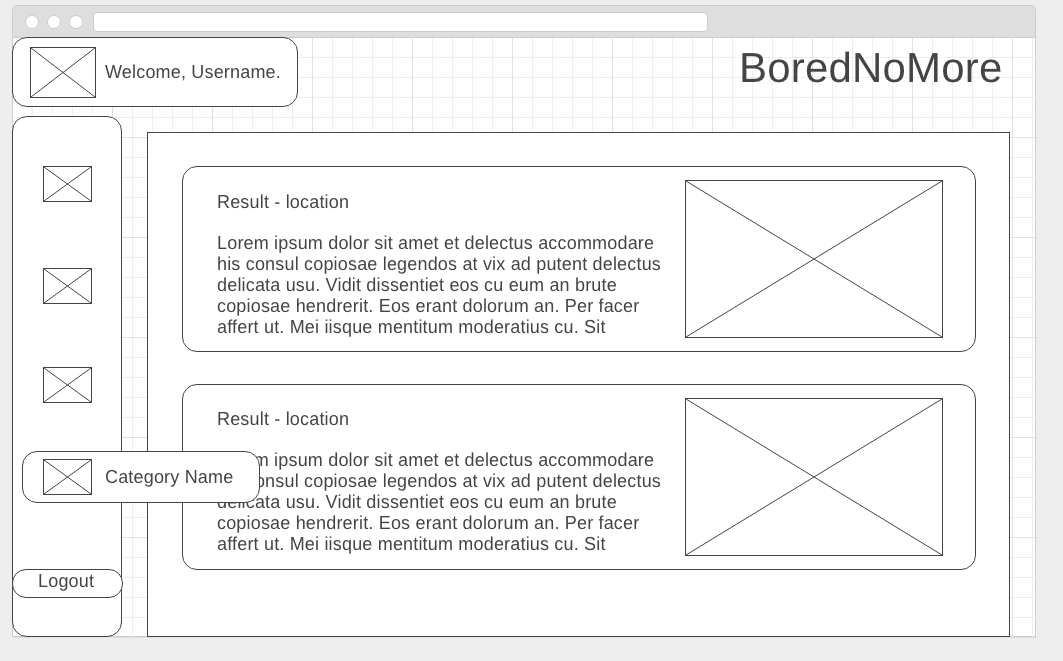 Welcome, Username.
BoredNoMore
Result - location
Lorem ipsum dolor sit amet et delectus accommodare
his consul copiosae legendos at vix ad putent delectus
delicata usu. Vidit dissentiet eos cu eum an brute
copiosae hendrerit. Eos erant dolorum an. Per facer
affert ut. Mei iisque mentitum moderatius cu. Sit
Result - location
ipsum dolor sit amet et delectus accommodare
Category Name
copiosae legendos at vix ad putent delectus
usu. Vidit dissentiet eos cu eum an brute
copiosae hendrerit. Eos erant dolorum an. Per facer
affert ut. Mei iisque mentitum moderatius cu. Sit
Logout